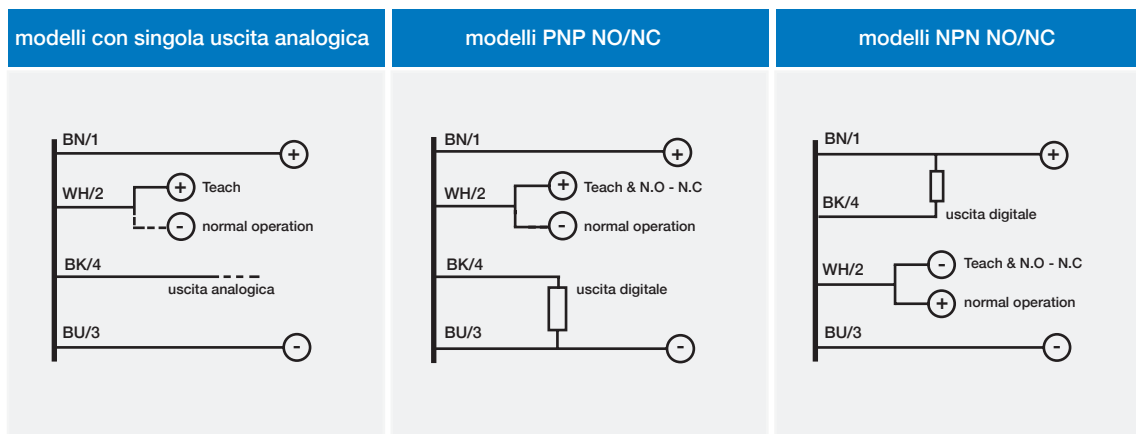 modelli con singola uscita analogica
BN/1
+
WH/2
+
Teach
-
normal operation
BK/4
uscita analogica
BU/3
-
modelli PNP NO/NC
BN/1
+
WH/2
+
Teach & N.O - N.C
-
normal operation
BK/4
uscita digitale
BU/3
-
modelli NPN NO/NC
BN/1
+
BK/4
uscita digitale
WH/2
-
Teach & N.O - N.C
+
normal operation
BU/3
-